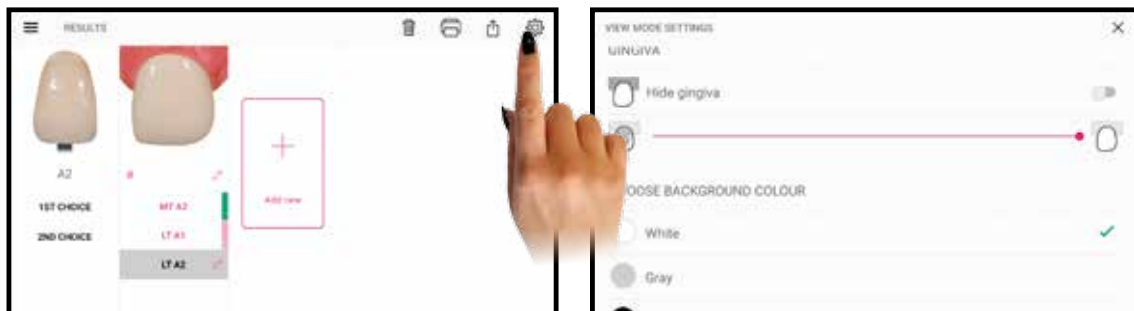 RESULTS
A2
#
1ST CHOICE
MT A2
2ND CHOICE
LT A1
LT A2
Add new
VIEW MODE SETTINGS
GINGIVA
Hide gingiva
OOSE BACKGROUND COLOUR
White
Gray